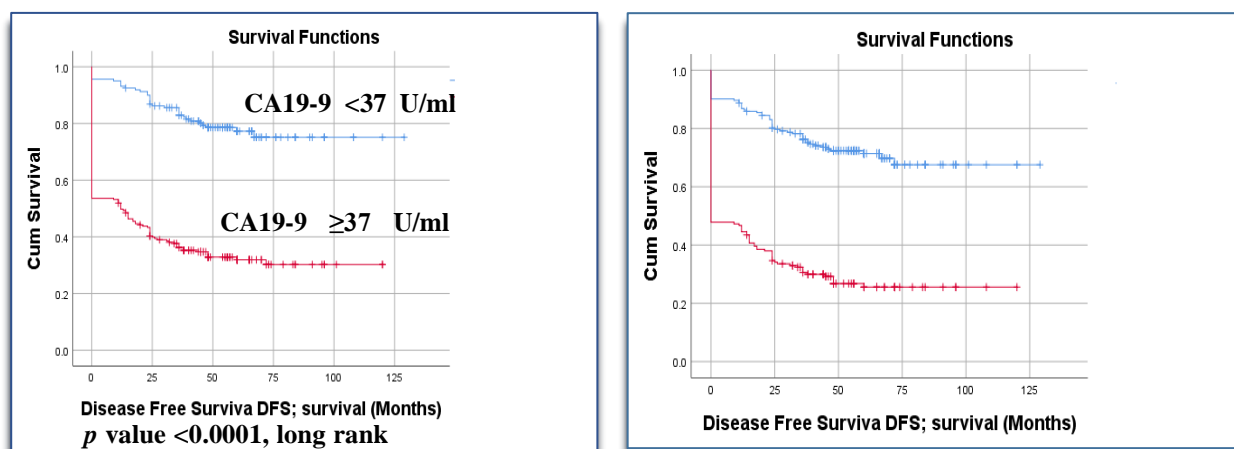 Survival Functions
1.0
0.8
0.6
0.4
0.2
0.0
Cum Survival
CA19-9 <37 U/ml
CA19-9 ≥37 U/ml
0 25 50 75 100 125
Disease Free Surviva DFS; survival (Months)
p value <0.0001, long rank
Survival Functions
1.0
0.8
0.6
0.4
0.2
0.0
Cum Survival
0 25 50 75 100 125
Disease Free Surviva DFS; survival (Months)